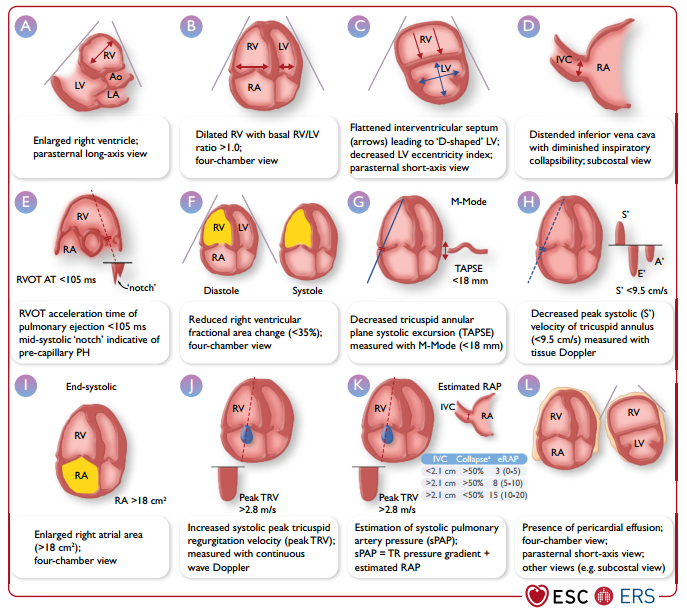 A
RV
Ao
LV
LA
Enlarged right ventricle;
parasternal long-axis view
B
RV LV
RA
Dilated RV with basal RV/LV
ratio >1.0;
four-chamber view
C
RV
LV
Flattened interventricular septum
(arrows) leading to ‘D-shaped’ LV;
decreased LV eccentricity index;
parasternal short-axis view
D
IVC
RA
Distended inferior vena cava
with diminished inspiratory
collapsibility; subcostal view
E
RV
RA
RVOT AT <105 ms
‘notch’
RVOT acceleration time of
pulmonary ejection <105 ms
mid-systolic ‘notch’ indicative of
pre-capillary PH
F
RV LV
RA
Diastole Systole
Reduced right ventricular
fractional area change (<35%);
four-chamber view
G
M-Mode
TAPSE
<18 mm
Decreased tricuspid annular
plane systolic excursion (TAPSE)
measured with M-Mode (<18 mm)
H
S’
A’
E’
S’ <9.5 cm/s
Decreased peak systolic (S’)
velocity of tricuspid annulus
(<9.5 cm/s) measured with
tissue Doppler
I
End-systolic
RV
RA
RA >18 cm²
Enlarged right atrial area
(>18 cm²);
four-chamber view
J
RV
Peak TRV
>2.8 m/s
Increased systolic peak tricuspid
regurgitation velocity (peak TRV);
measured with continuous
wave Doppler
K
Estimated RAP
RV
IVC
RA
IVC Collapseª eRAP
<2.1 cm >50% 3 (0-5)
>2.1 cm >50% 8 (5-10)
>2.1 cm <50% 15 (10-20)
Peak TRV
>2.8 m/s
Estimation of systolic pulmonary
artery pressure (sPAP);
sPAP = TR pressure gradient +
estimated RAP
L
RV
RA
RV
LV
Presence of pericardial effusion;
four-chamber view;
parasternal short-axis view;
other views (e.g. subcostal view)
ESC ERS